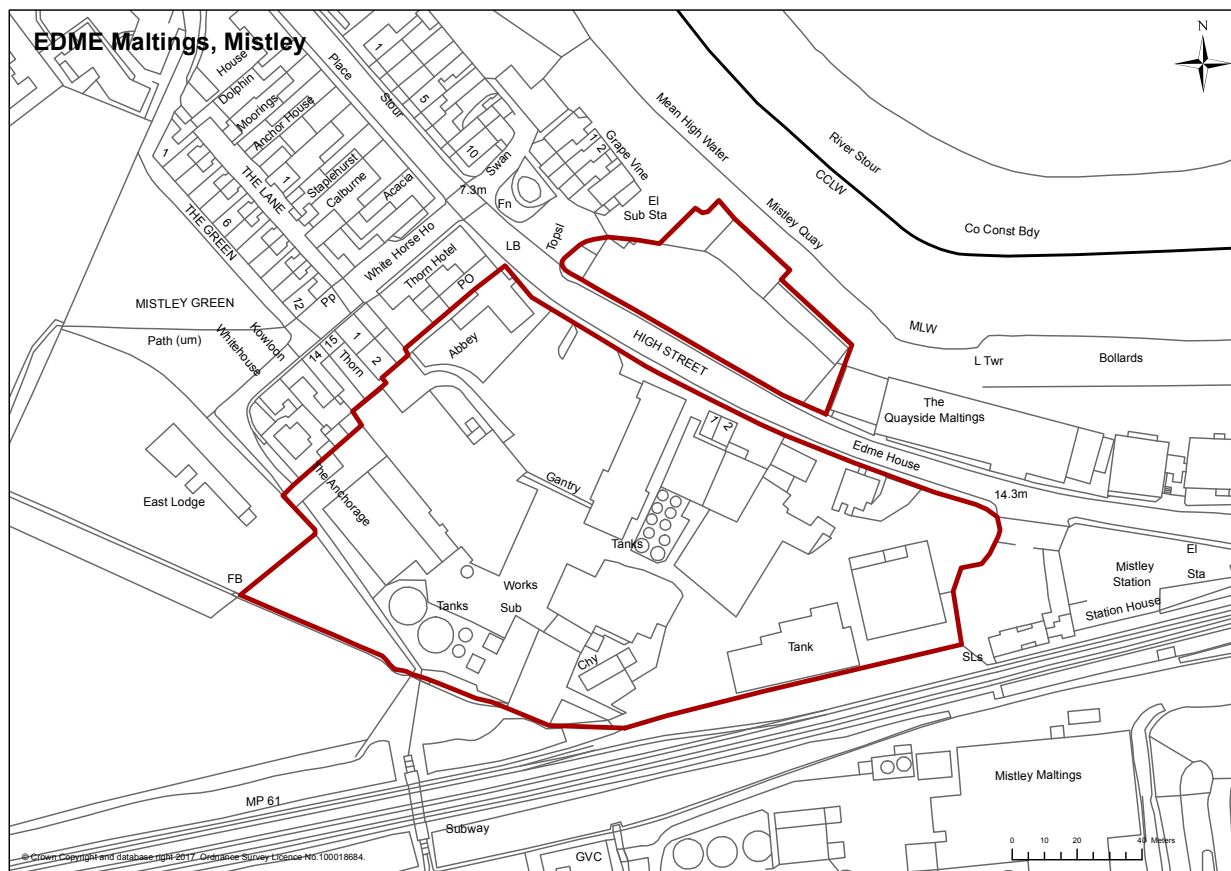 EDME Maltings, Mistley
N
House
Dolphin
Moorings
Anchor House
1
THE LANE
1
Staplehurst
Calburne
Acacia
Place
Stour
1
5
10
Swan
7.3m
Fn
Grape Vine
1
2
El
Sub Sta
Topsl
LB
Mean High Water
River Stour
CCLW
Mistley Quay
Co Const Bdy
THE GREEN
6
12
Pp
White Horse Ho
Thorn Hotel
PO
Abbey
MISTLEY GREEN
Path (um)
Whitehouse
Kowloon
14
15
Thorn
1
2
HIGH STREET
MLW
L Twr
Bollards
The
Quayside Maltings
1
2
Edme House
14.3m
East Lodge
The Anchorage
Gantry
Tanks
FB
Works
Sub
Tanks
Chy
Tank
SLs
Mistley
Station
El
Sta
Station House
MP 61
Subway
GVC
Mistley Maltings
0 10 20 40 Meters
© Crown Copyright and database right 2017. Ordnance Survey Licence No.100018684.